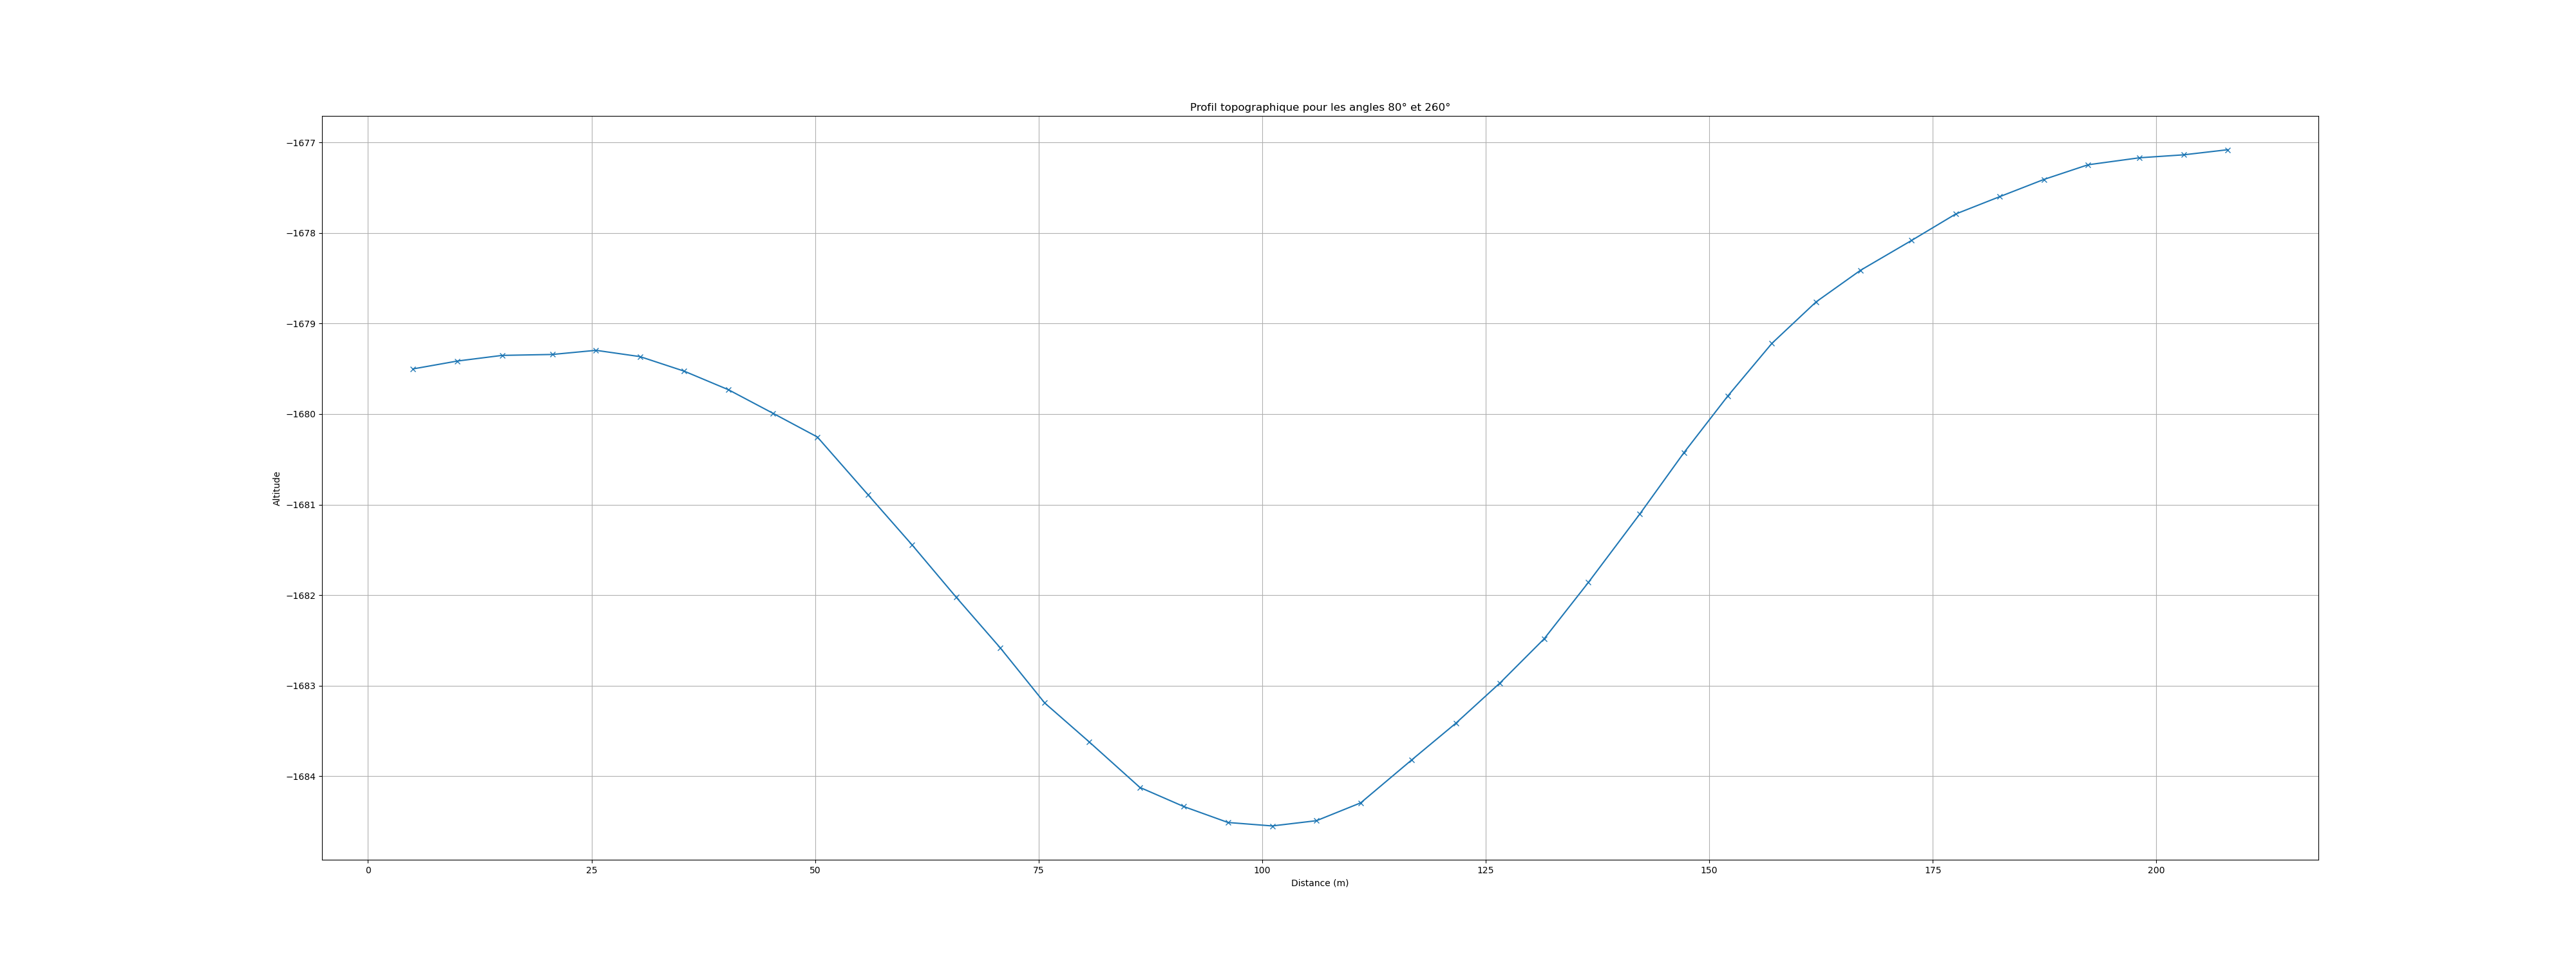 Profil topographique pour les angles 80° et 260°
Altitude
−1677
−1678
−1679
−1680
−1681
−1682
−1683
−1684
0 25 50 75 100 125 150 175 200
Distance (m)